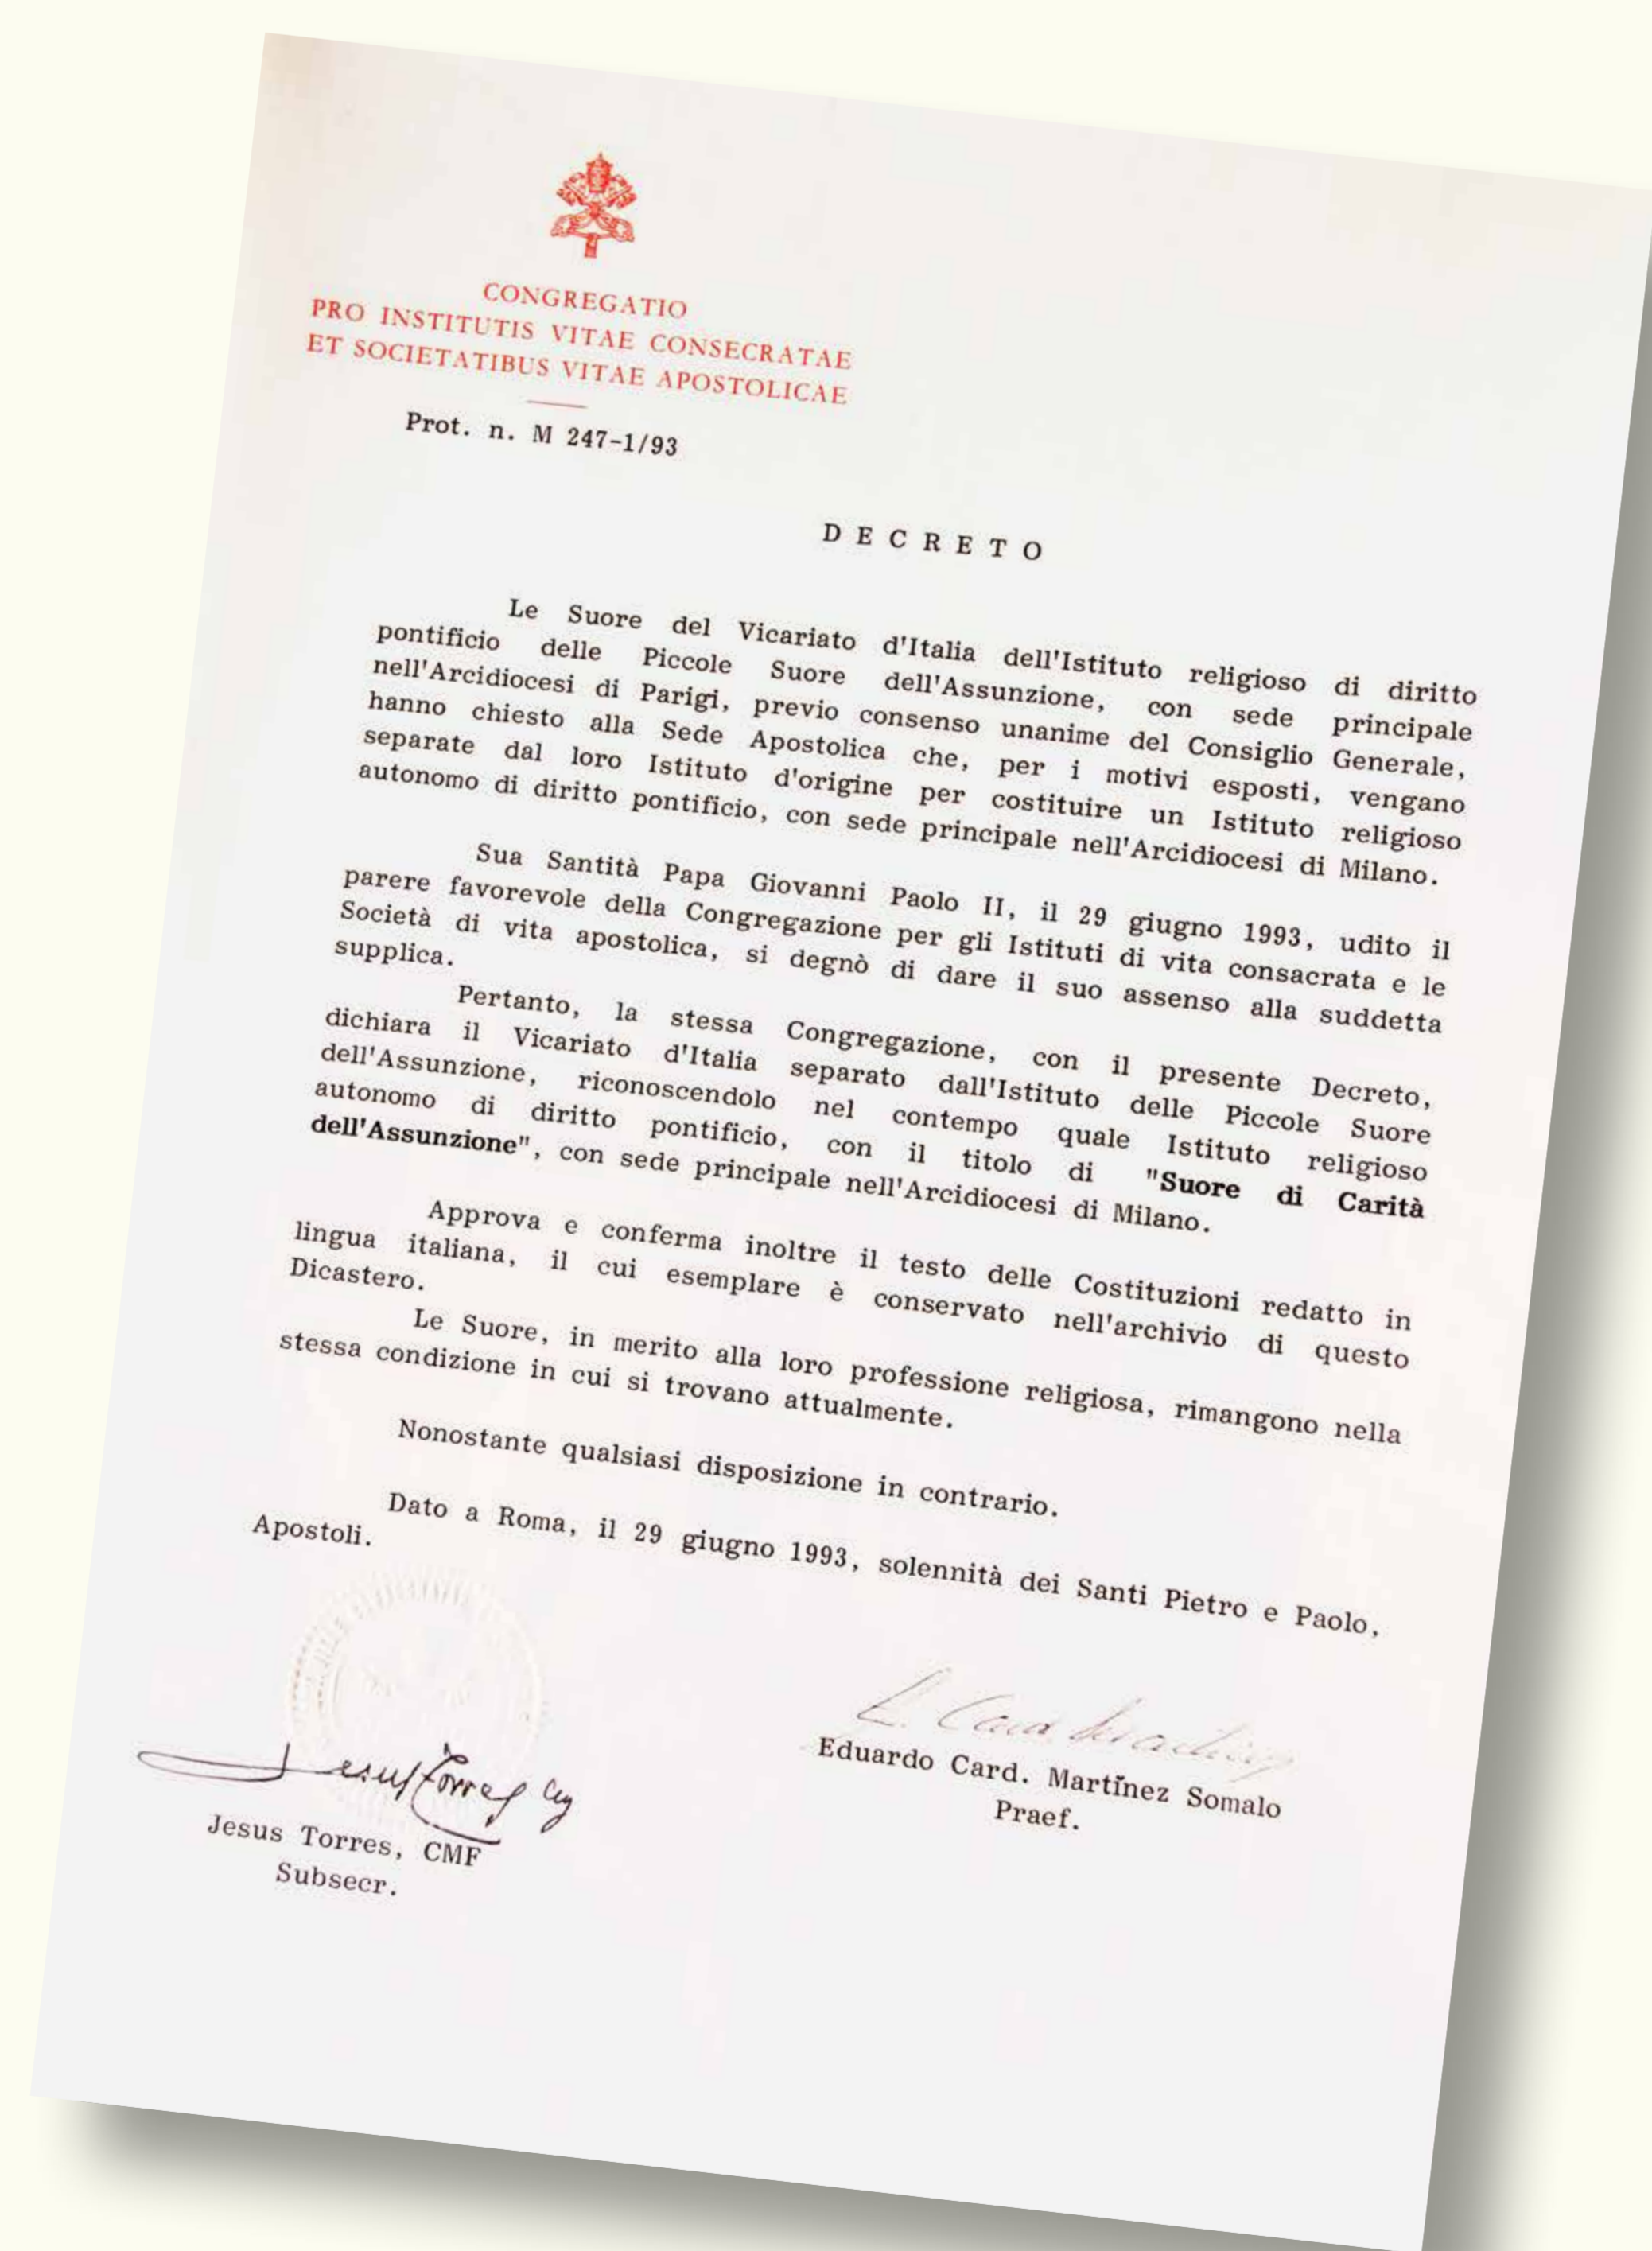 CONGREGATIO
PRO INSTITUTIS VITAE CONSECRATAE
ET SOCIETATIBUS VITAE APOSTOLICAE
Prot. n. M 247-1/93
D E C R E T O
Le Suore del Vicariato d'Italia dell'Istituto religioso di diritto
pontificio delle Piccole Suore dell'Assunzione, con sede principale
nell'Arcidiocesi di Parigi, previo consenso unanime del Consiglio Generale,
hanno chiesto alla Sede Apostolica che, per i motivi esposti, vengano
separate dal loro Istituto d'origine per costituire un Istituto religioso
autonomo di diritto pontificio, con sede principale nell'Arcidiocesi di Milano.
Sua Santità Papa Giovanni Paolo II, il 29 giugno 1993, udito il
parere favorevole della Congregazione per gli Istituti di vita consacrata e le
Società di vita apostolica, si degnò di dare il suo assenso alla suddetta
supplica.
Pertanto, la stessa Congregazione, con il presente Decreto,
dichiara il Vicariato d'Italia separato dall'Istituto delle Piccole Suore
dell'Assunzione, riconoscendolo nel contempo quale Istituto religioso
autonomo di diritto pontificio, con il titolo di "Suore di Carità
dell'Assunzione", con sede principale nell'Arcidiocesi di Milano.
Approva e conferma inoltre il testo delle Costituzioni redatto in
lingua italiana, il cui esemplare è conservato nell'archivio di questo
Dicastero.
Le Suore, in merito alla loro professione religiosa, rimangono nella
stessa condizione in cui si trovano attualmente.
Nonostante qualsiasi disposizione in contrario.
Dato a Roma, il 29 giugno 1993, solennità dei Santi Pietro e Paolo,
Apostoli.
Eduardo Card. Martínez Somalo
Praef.
Jesus Torres
Jesus Torres, CMF
Subsecr.